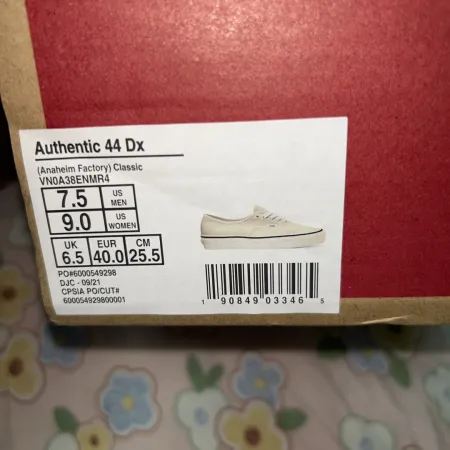 Authentic 44 Dx
(Anaheim Factory) Classic
VN0A38ENMR4
7.5 US MEN
9.0 US WOMEN
UK 6.5 EUR 40.0 CM 25.5
PO#6000549298
DJC - 09/21
CPSIA PO/CUT#
600054929800001
1 90849 03346 5